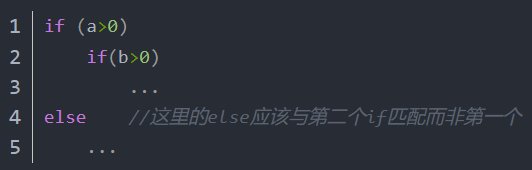 1 if (a>0)
2     if(b>0)
3         ...
4 else    //这里的else应该与第二个if匹配而非第一个
5     ...